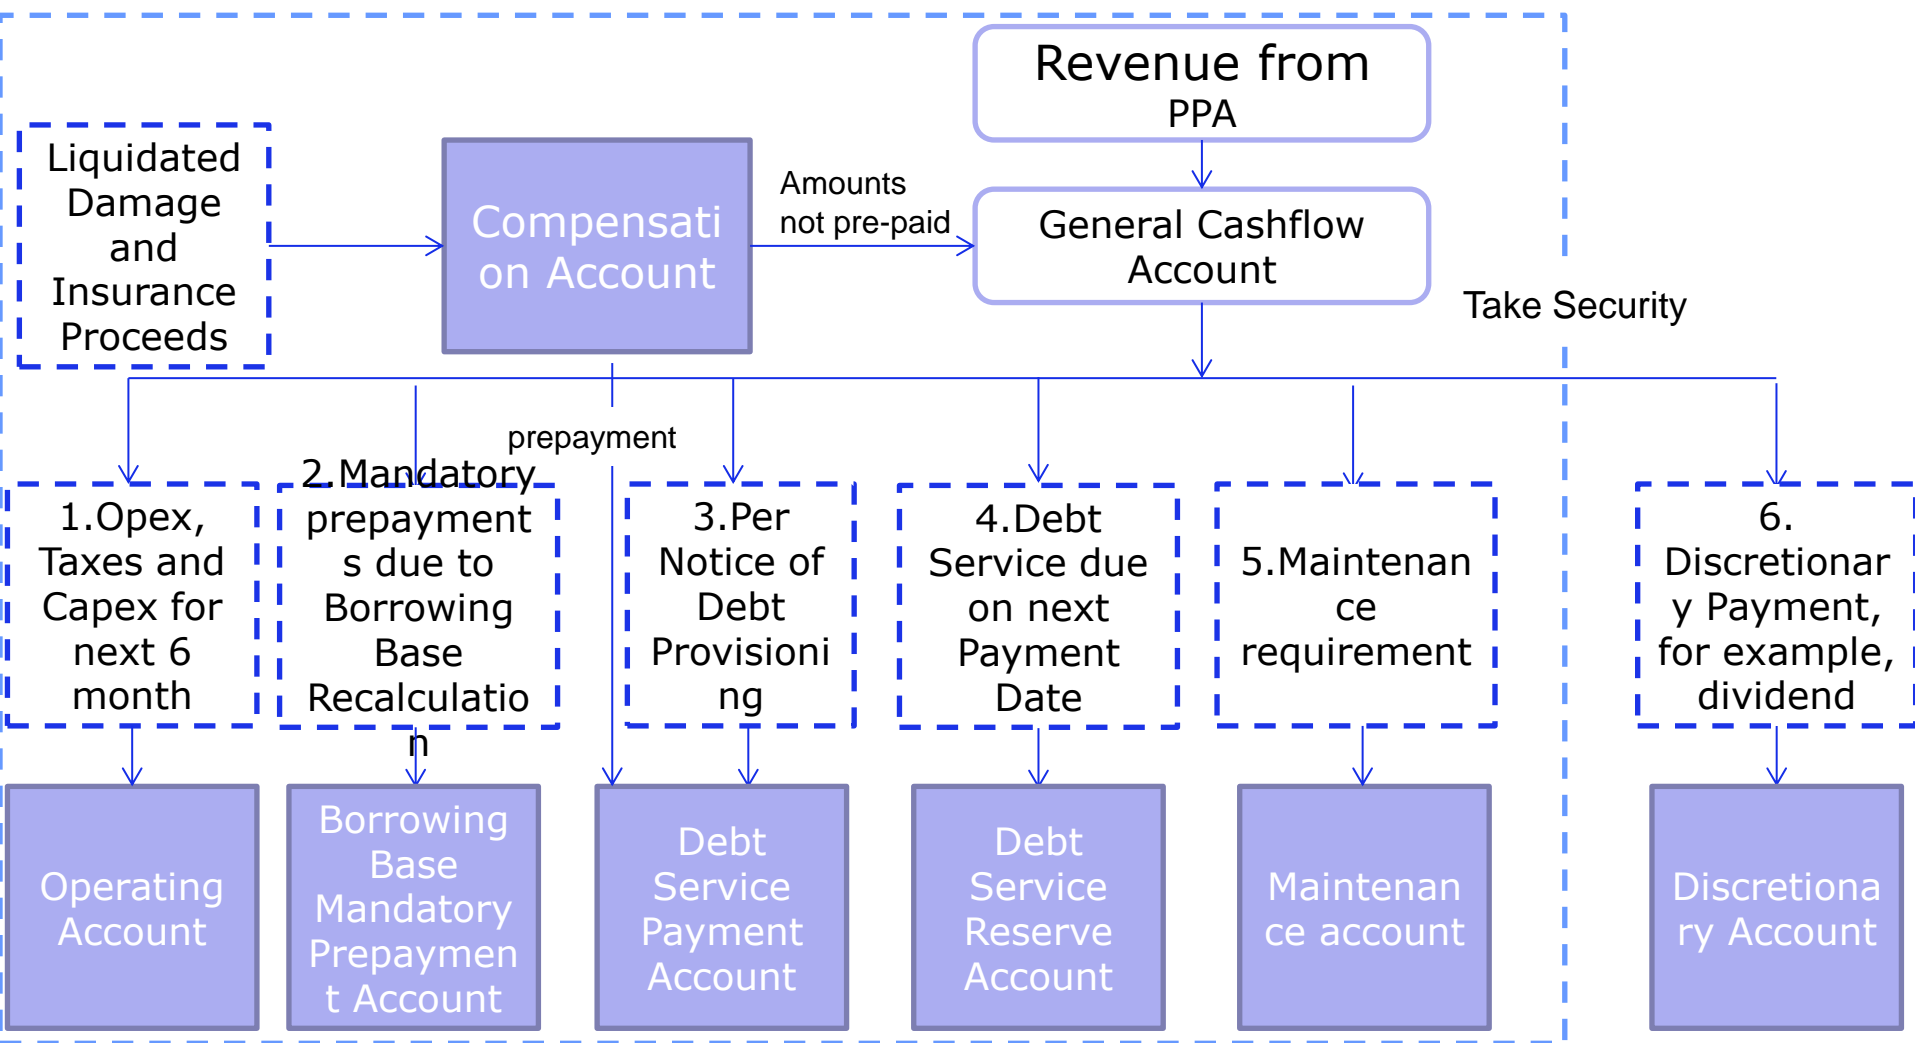 Revenue from
PPA
Liquidated
Damage
and
Insurance
Proceeds
Compensati
on Account
Amounts
not pre-paid
General Cashflow
Account
Take Security
prepayment
1.Opex,
Taxes and
Capex for
next 6
month
2.Mandatory
prepayment
s due to
Borrowing
Base
Recalculatio
n
3.Per
Notice of
Debt
Provisioni
ng
4.Debt
Service due
on next
Payment
Date
5.Maintenan
ce
requirement
6.
Discretionar
y Payment,
for example,
dividend
Operating
Account
Borrowing
Base
Mandatory
Prepaymen
t Account
Debt
Service
Payment
Account
Debt
Service
Reserve
Account
Maintenan
ce account
Discretiona
ry Account